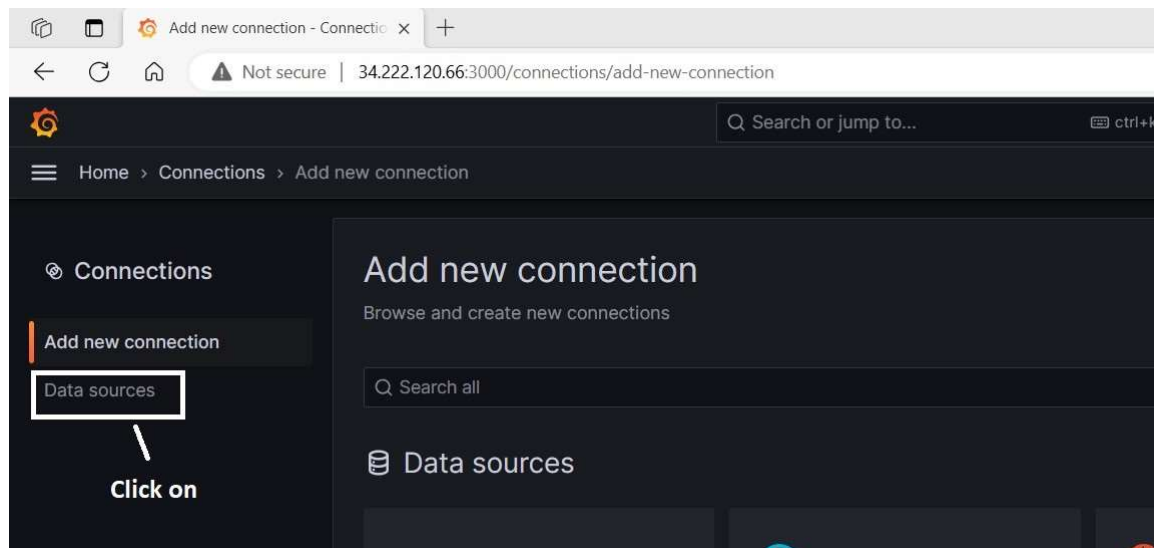 Add new connection - Connectio
Not secure | 34.222.120.66:3000/connections/add-new-connection
Search or jump to... ctrl+k
Home > Connections > Add new connection
Connections
Add new connection
Data sources
Click on
Add new connection
Browse and create new connections
Search all
Data sources